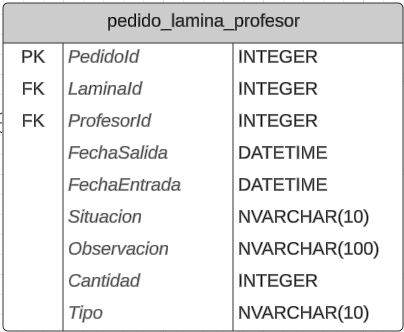 pedido_lamina_profesor
PK PedidoId INTEGER
FK LaminaId INTEGER
FK ProfesorId INTEGER
FechaSalida DATETIME
FechaEntrada DATETIME
Situacion NVARCHAR(10)
Observacion NVARCHAR(100)
Cantidad INTEGER
Tipo NVARCHAR(10)